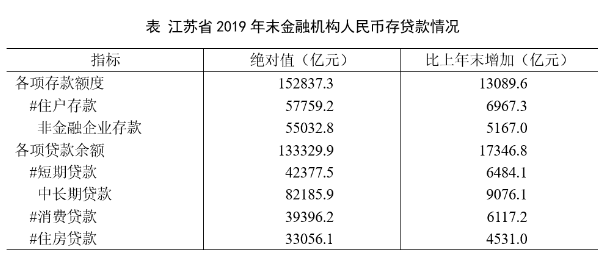 表 江苏省 2019 年末金融机构人民币存贷款情况
指标 绝对值（亿元） 比上年末增加（亿元）
各项存款额度 152837.3 13089.6
#住户存款 57759.2 6967.3
非金融企业存款 55032.8 5167.0
各项贷款余额 133329.9 17346.8
#短期贷款 42377.5 6484.1
中长期贷款 82185.9 9076.1
#消费贷款 39396.2 6117.2
#住房贷款 33056.1 4531.0